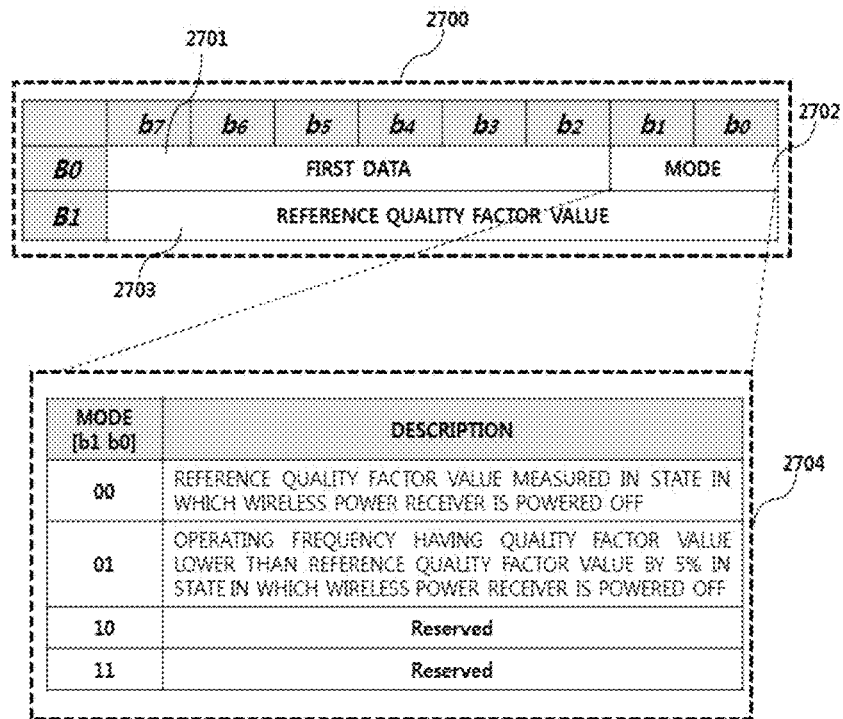 2700
2701
b7 b6 b5 b4 b3 b2 b1 b0
2702
B0 FIRST DATA MODE
B1 REFERENCE QUALITY FACTOR VALUE
2703
MODE
[b1 b0]
DESCRIPTION
2704
00
REFERENCE QUALITY FACTOR VALUE MEASURED IN STATE IN
WHICH WIRELESS POWER RECEIVER IS POWERED OFF
01
OPERATING FREQUENCY HAVING QUALITY FACTOR VALUE
LOWER THAN REFERENCE QUALITY FACTOR VALUE BY 5% IN
STATE IN WHICH WIRELESS POWER RECEIVER IS POWERED OFF
10 Reserved
11 Reserved